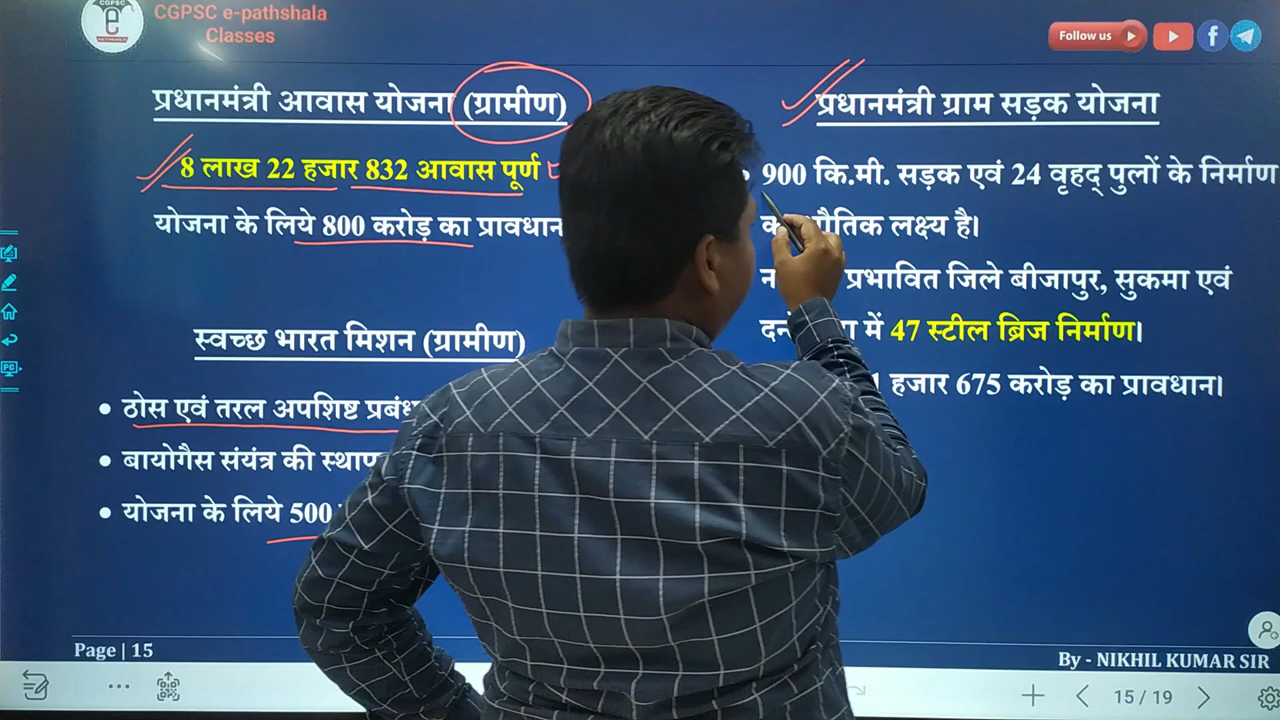 CGPSC
e
CGPSC e-pathshala
Classes
Follow us
प्रधानमंत्री आवास योजना (ग्रामीण)
8 लाख 22 हजार 832 आवास पूर्ण
योजना के लिये 800 करोड़ का प्रावधान
स्वच्छ भारत मिशन (ग्रामीण)
• ठोस एवं तरल अपशिष्ट
• बायोगैस संयंत्र की
• योजना के लिये 500
प्रधानमंत्री ग्राम सड़क योजना
900 कि.मी. सड़क एवं 24 वृहद् पुलों के निर्माण
लक्ष्य है।
प्रभावित जिले बीजापुर, सुकमा एवं
में 47 स्टील ब्रिज निर्माण।
हजार 675 करोड़ का प्रावधान।
Page | 15
By - NIKHIL KUMAR SIR
15 / 19